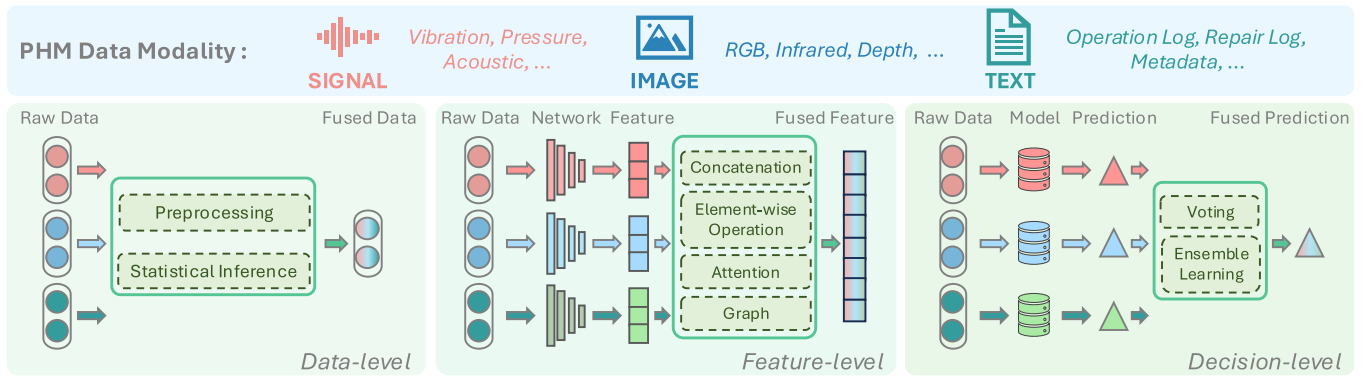 PHM Data Modality :
SIGNAL
Vibration, Pressure,
Acoustic, ...
IMAGE
RGB, Infrared, Depth, ...
TEXT
Operation Log, Repair Log,
Metadata, ...
Raw Data
Fused Data
Preprocessing
Statistical Inference
Data-level
Raw Data
Network
Feature
Fused Feature
Concatenation
Element-wise
Operation
Attention
Graph
Feature-level
Raw Data
Model
Prediction
Fused Prediction
Voting
Ensemble
Learning
Decision-level